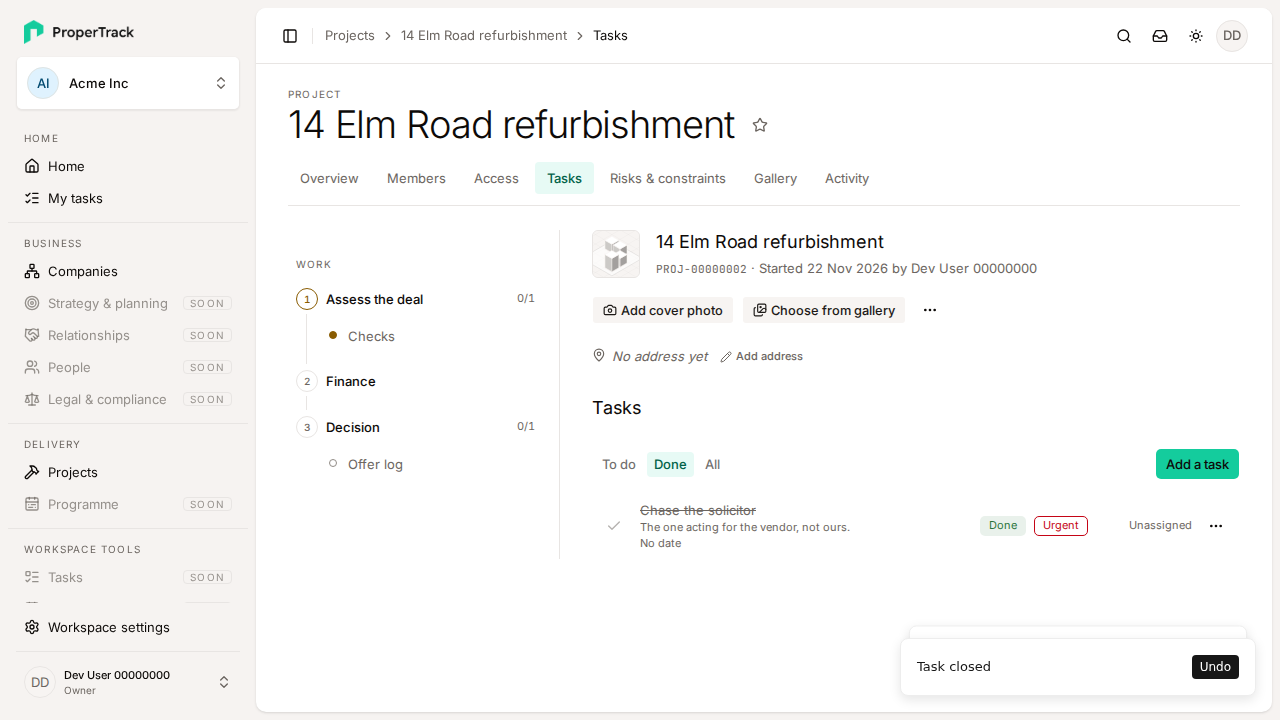 ProperTrack
AI Acme Inc
HOME
Home
My tasks
BUSINESS
Companies
Strategy & planning SOON
Relationships SOON
People SOON
Legal & compliance SOON
DELIVERY
Projects
Programme SOON
WORKSPACE TOOLS
Tasks SOON
Workspace settings
DD Dev User 00000000
Owner
Projects > 14 Elm Road refurbishment > Tasks
DD
PROJECT
14 Elm Road refurbishment
Overview Members Access Tasks Risks & constraints Gallery Activity
WORK
1 Assess the deal 0/1
Checks
2 Finance
3 Decision 0/1
Offer log
14 Elm Road refurbishment
PROJ-00000002 · Started 22 Nov 2026 by Dev User 00000000
Add cover photo Choose from gallery
No address yet Add address
Tasks
To do Done All Add a task
Chase the solicitor
The one acting for the vendor, not ours.
No date
Done Urgent Unassigned
Task closed Undo